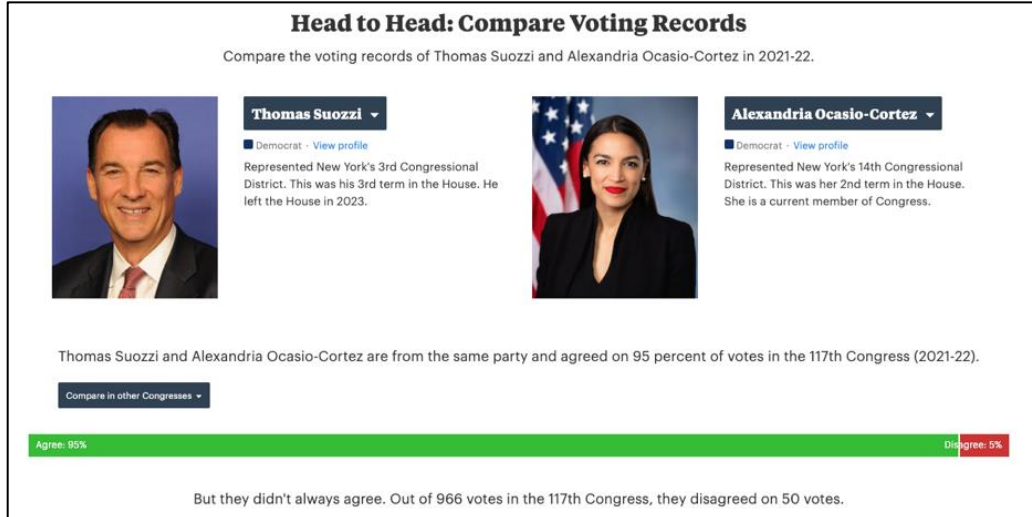 Head to Head: Compare Voting Records
Compare the voting records of Thomas Suozzi and Alexandria Ocasio-Cortez in 2021-22.
Thomas Suozzi
Democrat · View profile
Represented New York's 3rd Congressional
District. This was his 3rd term in the House. He
left the House in 2023.
Alexandria Ocasio-Cortez
Democrat · View profile
Represented New York's 14th Congressional
District. This was her 2nd term in the House.
She is a current member of Congress.
Thomas Suozzi and Alexandria Ocasio-Cortez are from the same party and agreed on 95 percent of votes in the 117th Congress (2021-22).
Compare in other Congresses
Agree: 95%
Disagree: 5%
But they didn't always agree. Out of 966 votes in the 117th Congress, they disagreed on 50 votes.